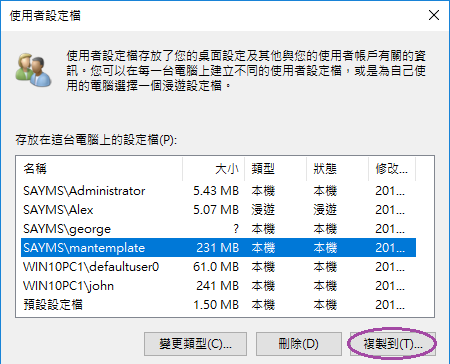 使用者設定檔
使用者設定檔存放了您的桌面設定及其他與您的使用者帳戶有關的資
訊。您可以在每一台電腦上建立不同的使用者設定檔，或是為自己使
用的電腦選擇一個漫遊設定檔。
存放在這台電腦上的設定檔(P):
名稱 大小 類型 狀態 修改...
SAYMS\Administrator 5.43 MB 本機 本機 201...
SAYMS\Alex 5.07 MB 漫遊 漫遊 201...
SAYMS\george ? 本機 本機 201...
SAYMS\mantemplate 231 MB 本機 本機 201...
WIN10PC1\defaultuser0 61.0 MB 本機 本機 201...
WIN10PC1\john 241 MB 本機 本機 201...
預設設定檔 1.50 MB 本機 本機 201...
變更類型(C)... 刪除(D) 複製到(T)...